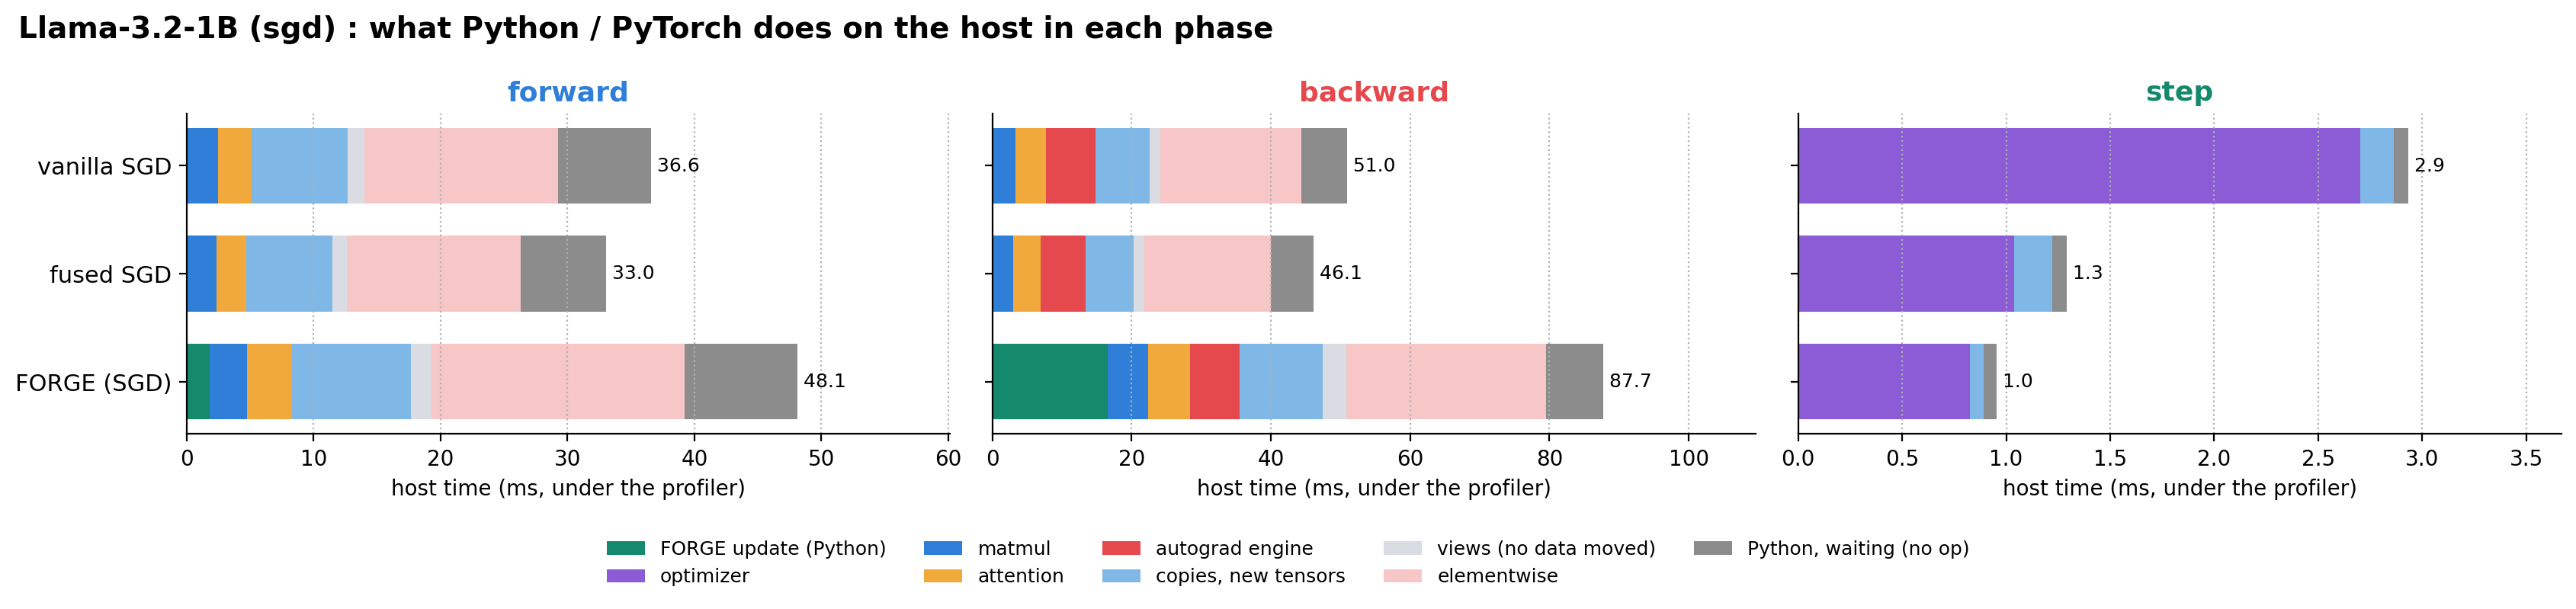 Llama-3.2-1B (sgd) : what Python / PyTorch does on the host in each phase
forward
backward
step
vanilla SGD
36.6
51.0
2.9
fused SGD
33.0
46.1
1.3
FORGE (SGD)
48.1
87.7
1.0
0 10 20 30 40 50 60
0 20 40 60 80 100
0.0 0.5 1.0 1.5 2.0 2.5 3.0 3.5
host time (ms, under the profiler)
host time (ms, under the profiler)
host time (ms, under the profiler)
FORGE update (Python)
optimizer
matmul
attention
autograd engine
copies, new tensors
views (no data moved)
elementwise
Python, waiting (no op)